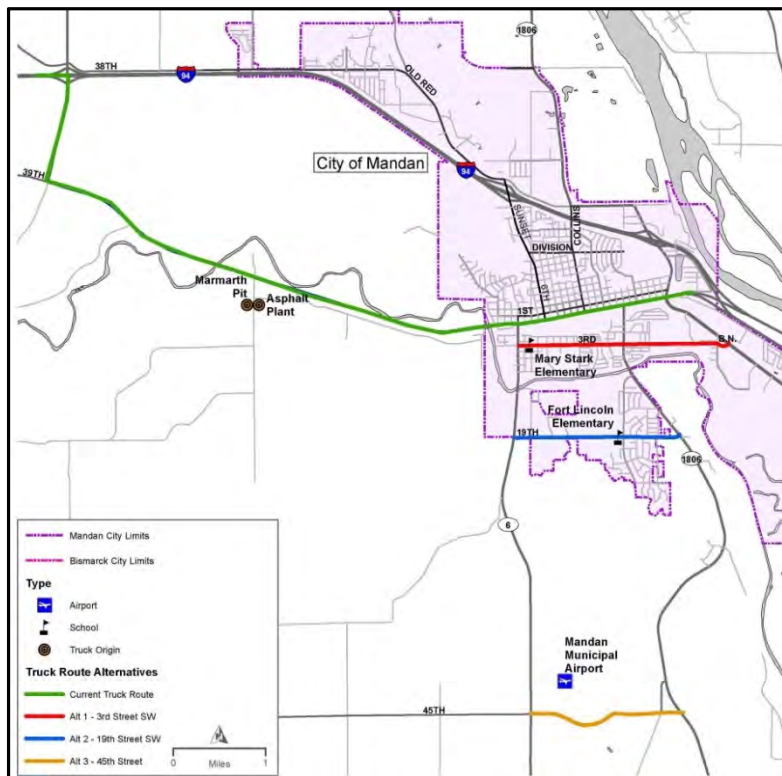 1806
38TH
94
OLD RED
City of Mandan
94
39TH
SUNSET
COLLINS
DIVISION
Marmarth
Pit
Asphalt
Plant
6TH
1ST
3RD
B.N.
Mary Stark
Elementary
Fort Lincoln
Elementary
19TH
1806
6
Mandan
Municipal
Airport
45TH
Mandan City Limits
Bismarck City Limits
Type
Airport
School
Truck Origin
Truck Route Alternatives
Current Truck Route
Alt 1 - 3rd Street SW
Alt 2 - 19th Street SW
Alt 3 - 45th Street
0 1
Miles